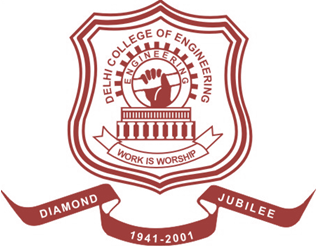 DELHI COLLEGE OF ENGINEERING
ENGINEERING
WORK IS WORSHIP
DIAMOND JUBILEE
1941-2001